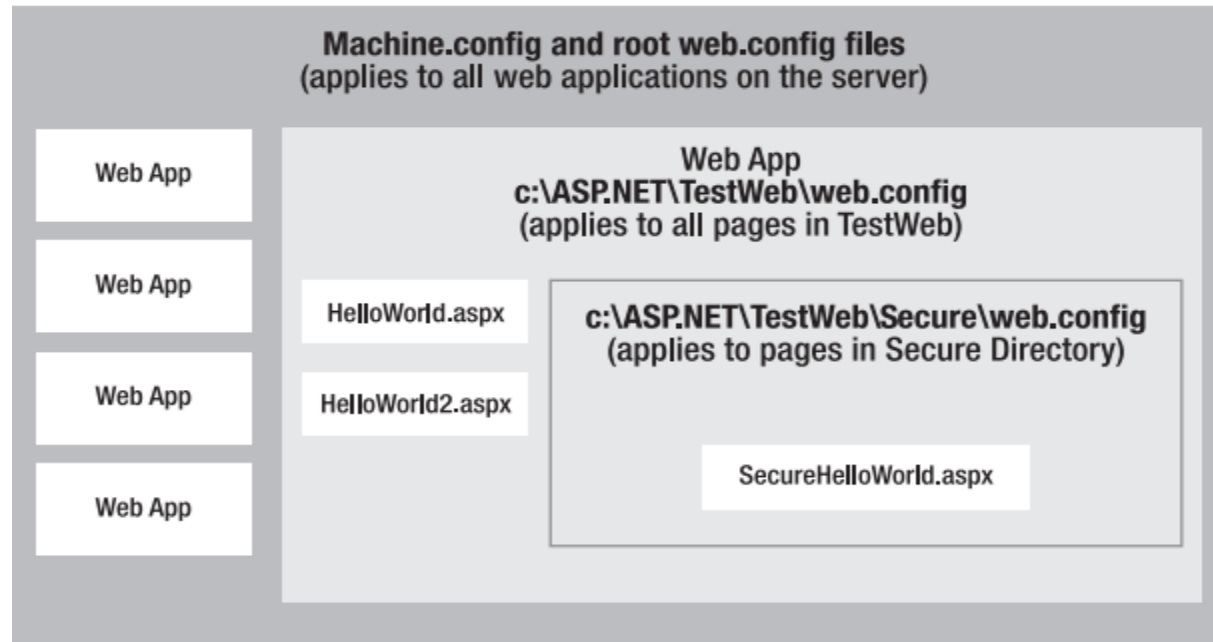 Machine.config and root web.config files
(applies to all web applications on the server)
Web App
Web App
Web App
Web App
Web App
c:\ASP.NET\TestWeb\web.config
(applies to all pages in TestWeb)
HelloWorld.aspx
HelloWorld2.aspx
c:\ASP.NET\TestWeb\Secure\web.config
(applies to pages in Secure Directory)
SecureHelloWorld.aspx